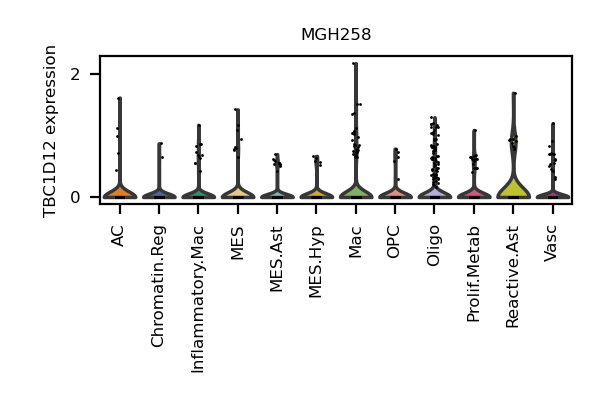 MGH258
TBC1D12 expression
2
0
AC
Chromatin.Reg
Inflammatory.Mac
MES
MES.Ast
MES.Hyp
Mac
OPC
Oligo
Prolif.Metab
Reactive.Ast
Vasc